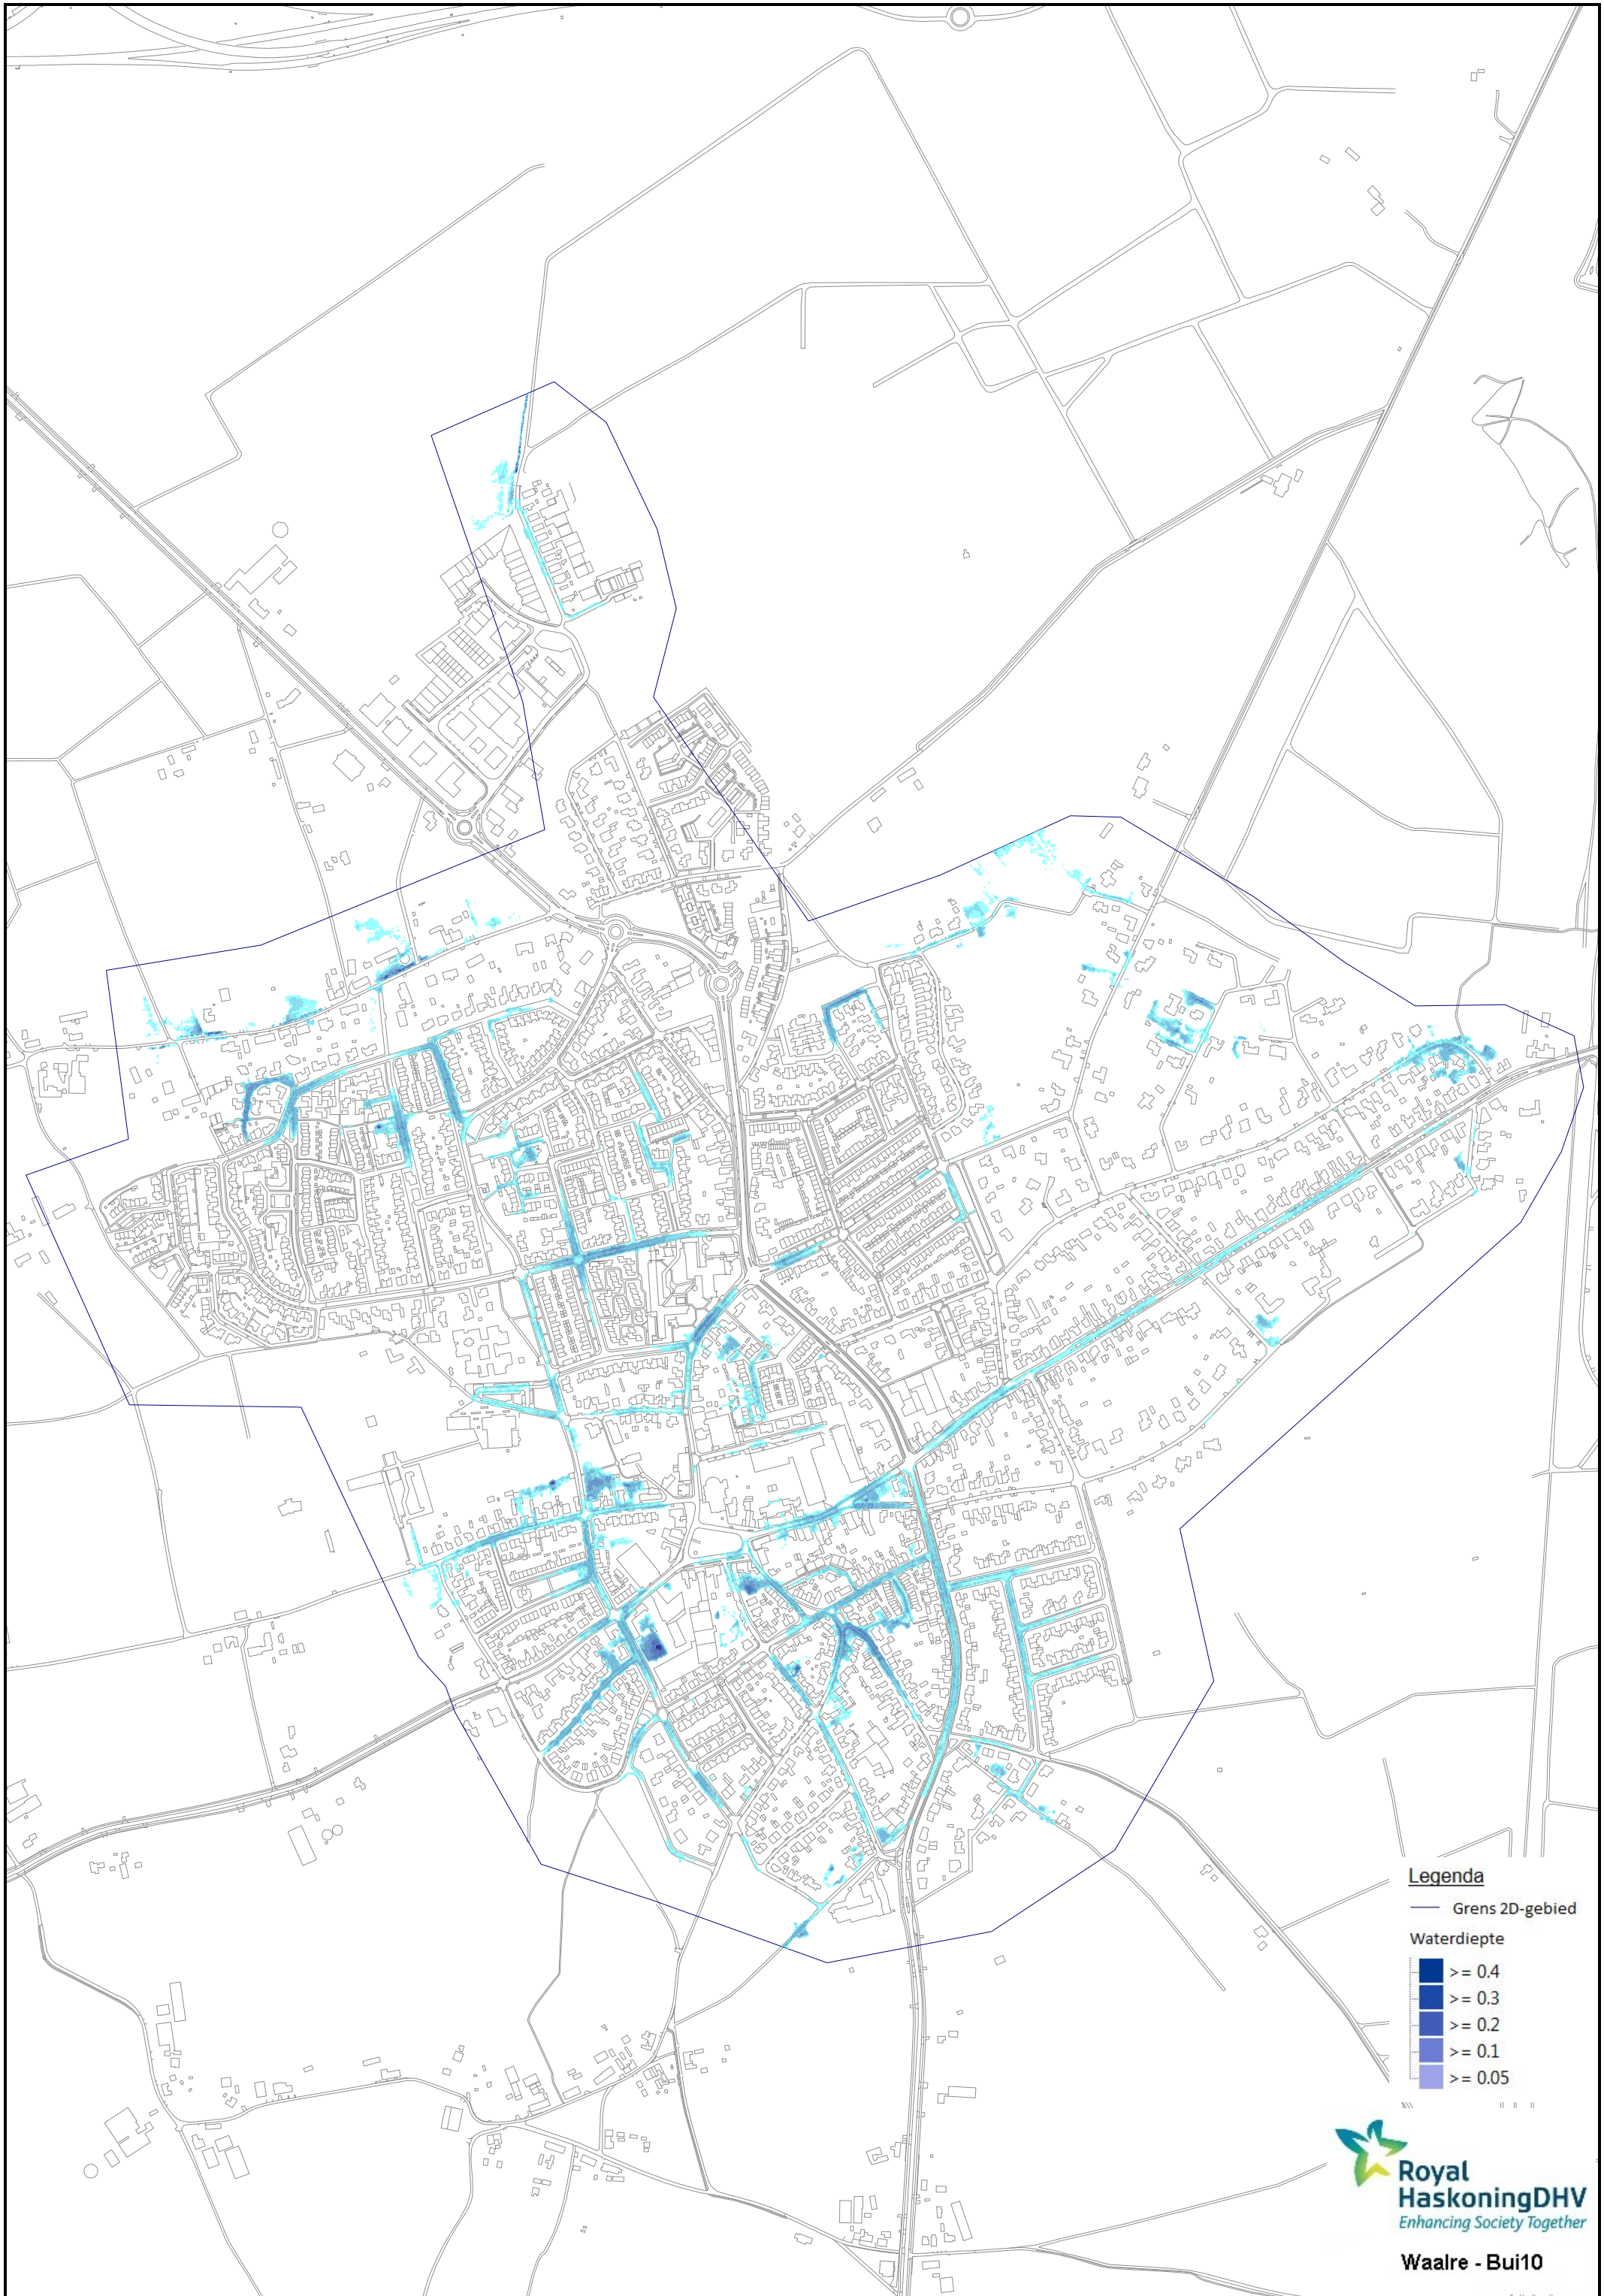 Legenda
Grens 2D-gebied
Waterdiepte
>= 0.4
>= 0.3
>= 0.2
>= 0.1
>= 0.05
Royal
HaskoningDHV
Enhancing Society Together
Waalre - Bui10